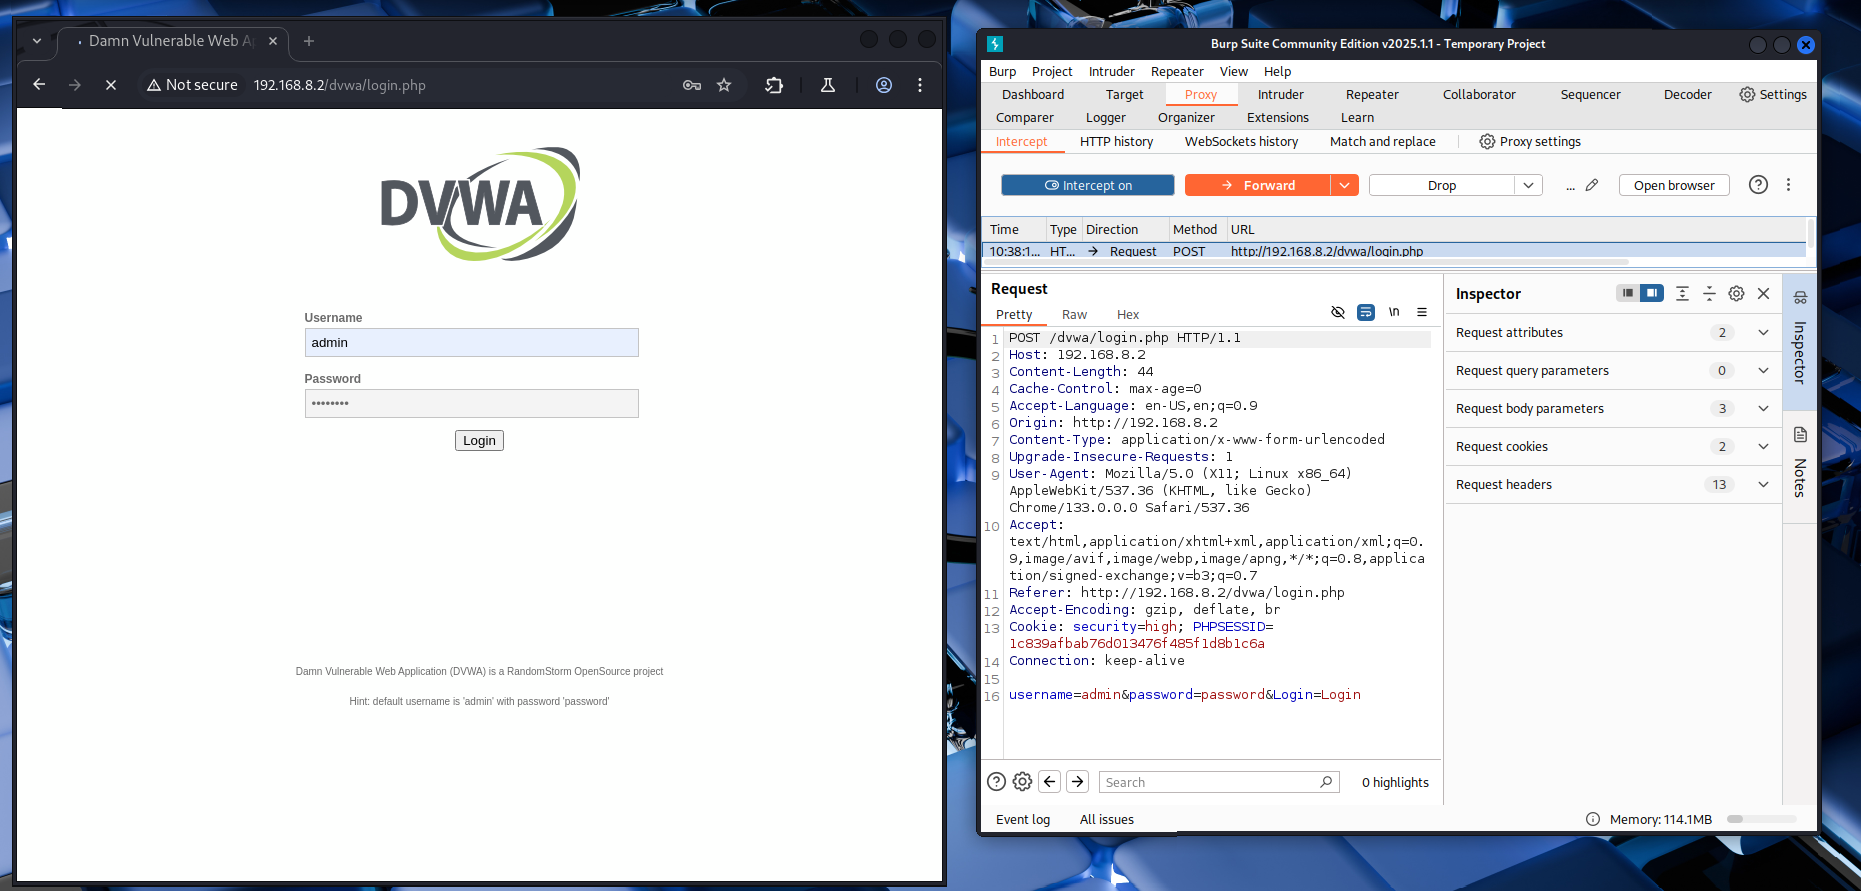 Damn Vulnerable Web Ap
Not secure
192.168.8.2/dvwa/login.php
DVWA
Username
admin
Password
••••••••
Login
Damn Vulnerable Web Application (DVWA) is a RandomStorm OpenSource project
Hint: default username is 'admin' with password 'password'
Burp Suite Community Edition v2025.1.1 - Temporary Project
Burp Project Intruder Repeater View Help
Dashboard Target Proxy Intruder Repeater Collaborator Sequencer Decoder Settings
Comparer Logger Organizer Extensions Learn
Intercept HTTP history WebSockets history Match and replace Proxy settings
Intercept on Forward Drop ... Open browser
Time Type Direction Method URL
10:38:1... HT... Request POST http://192.168.8.2/dvwa/login.php
Request
Pretty Raw Hex \n
1 POST /dvwa/login.php HTTP/1.1
2 Host: 192.168.8.2
3 Content-Length: 44
4 Cache-Control: max-age=0
5 Accept-Language: en-US,en;q=0.9
6 Origin: http://192.168.8.2
7 Content-Type: application/x-www-form-urlencoded
8 Upgrade-Insecure-Requests: 1
9 User-Agent: Mozilla/5.0 (X11; Linux x86_64)
AppleWebKit/537.36 (KHTML, like Gecko)
Chrome/133.0.0.0 Safari/537.36
10 Accept:
text/html,application/xhtml+xml,application/xml;q=0.
9,image/avif,image/webp,image/apng,*/*;q=0.8,applica
tion/signed-exchange;v=b3;q=0.7
11 Referer: http://192.168.8.2/dvwa/login.php
12 Accept-Encoding: gzip, deflate, br
13 Cookie: security=high; PHPSESSID=
1c839afbab76d013476f485f1d8b1c6a
14 Connection: keep-alive
15
16 username=admin&password=password&Login=Login
Search
0 highlights
Inspector
Request attributes 2
Request query parameters 0
Request body parameters 3
Request cookies 2
Request headers 13
Inspector
Notes
Event log All issues
Memory: 114.1MB